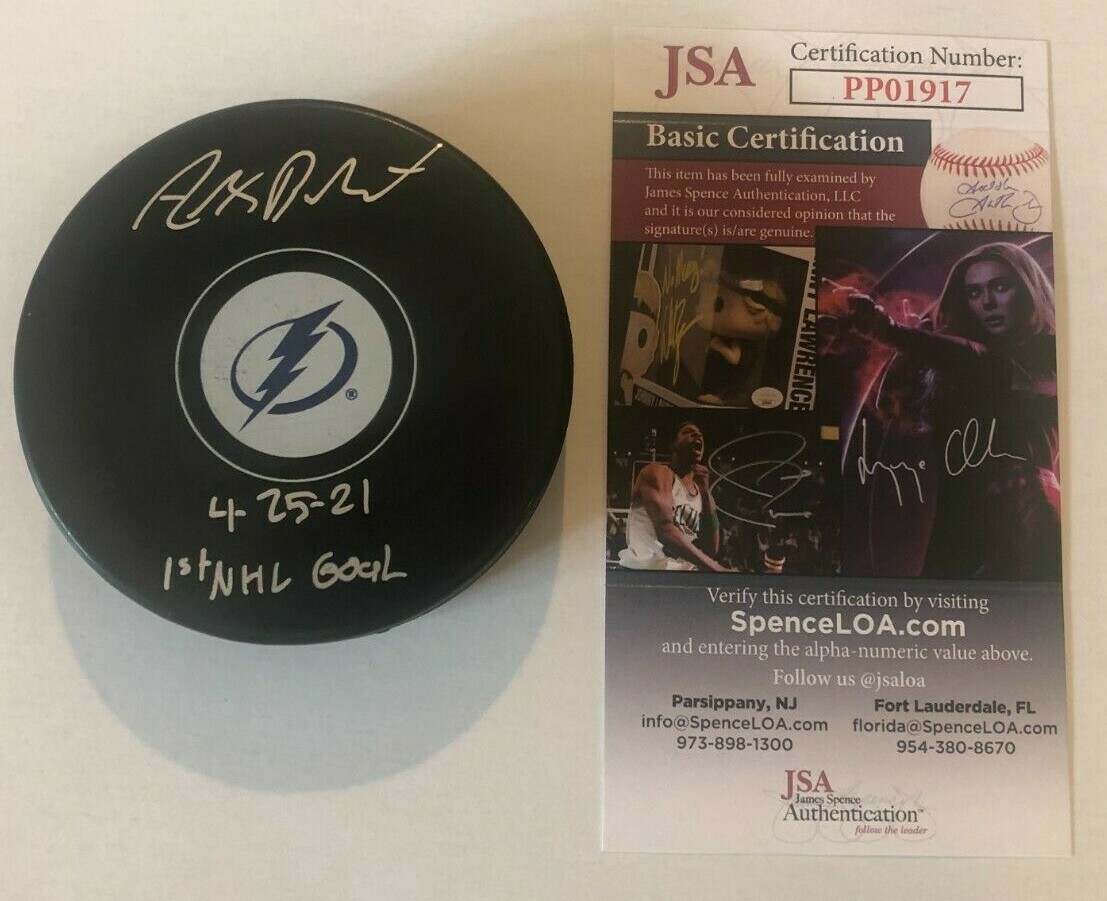 4-25-21
1st NHL GOAL
®
JSA
Certification Number:
PP01917
Basic Certification
This item has been fully examined by
James Spence Authentication, LLC
and it is our considered opinion that the
signature(s) is/are genuine.
LAWRENCE
Verify this certification by visiting
SpenceLOA.com
and entering the alpha-numeric value above.
Follow us @jsaloa
Parsippany, NJ
info@SpenceLOA.com
973-898-1300
Fort Lauderdale, FL
florida@SpenceLOA.com
954-380-8670
JSA
James Spence
Authentication™
follow the leader